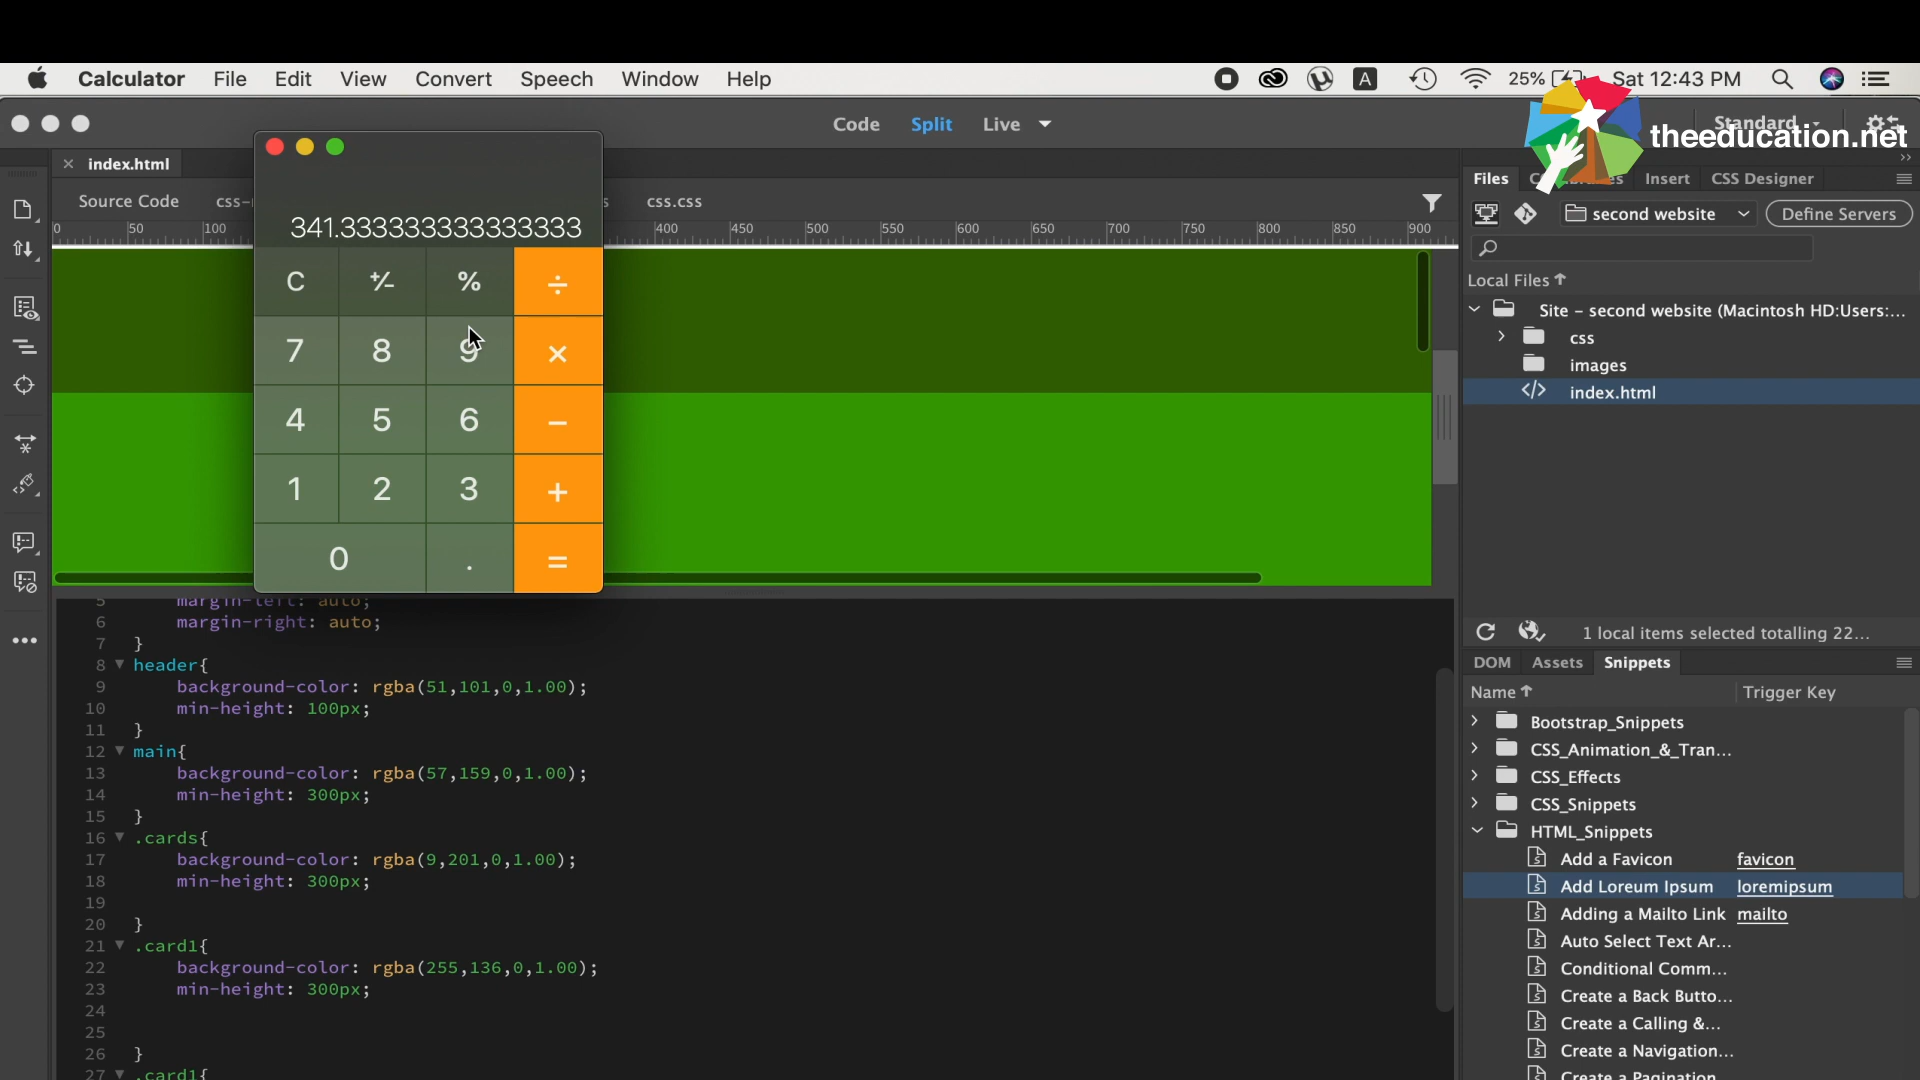 Calculator File Edit View Convert Speech Window Help
A 25% Sat 12:43 PM
Code Split Live
Standard
theeducation.net
index.html
Files Insert CSS Designer
Source Code
css.css
second website
Define Servers
0 50 100 400 450 500 550 600 650 700 750 800 850 900
341.3333333333333333
C +⁄- % ÷
7 8 9 ×
4 5 6 −
1 2 3 +
0 . =
Local Files
Site – second website (Macintosh HD:Users:...
css
images
index.html
1 local items selected totalling 22...
5 margin-left: auto;
6 margin-right: auto;
7 }
8 header{
9 background-color: rgba(51,101,0,1.00);
10 min-height: 100px;
11 }
12 main{
13 background-color: rgba(57,159,0,1.00);
14 min-height: 300px;
15 }
16 .cards{
17 background-color: rgba(9,201,0,1.00);
18 min-height: 300px;
19
20 }
21 .card1{
22 background-color: rgba(255,136,0,1.00);
23 min-height: 300px;
24
25
26 }
27 .card1{
DOM Assets Snippets
Name Trigger Key
Bootstrap_Snippets
CSS_Animation_&_Tran...
CSS_Effects
CSS_Snippets
HTML_Snippets
Add a Favicon favicon
Add Loreum Ipsum loremipsum
Adding a Mailto Link mailto
Auto Select Text Ar...
Conditional Comm...
Create a Back Butto...
Create a Calling &...
Create a Navigation...
Create a Pagination